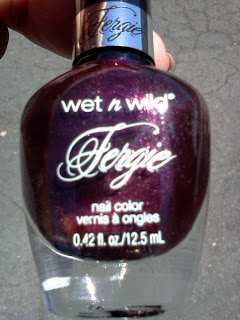 Fergie
wet n wild®
Fergie
nail color
vernis à ongles
0.42 fl. oz/12.5 mL